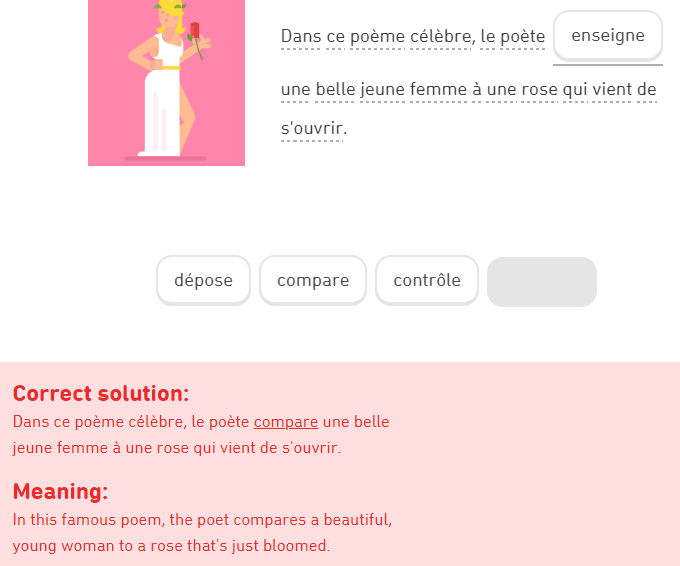 Dans ce poème célèbre, le poète enseigne
une belle jeune femme à une rose qui vient de
s'ouvrir.
dépose compare contrôle
Correct solution:
Dans ce poème célèbre, le poète compare une belle
jeune femme à une rose qui vient de s'ouvrir.
Meaning:
In this famous poem, the poet compares a beautiful,
young woman to a rose that's just bloomed.